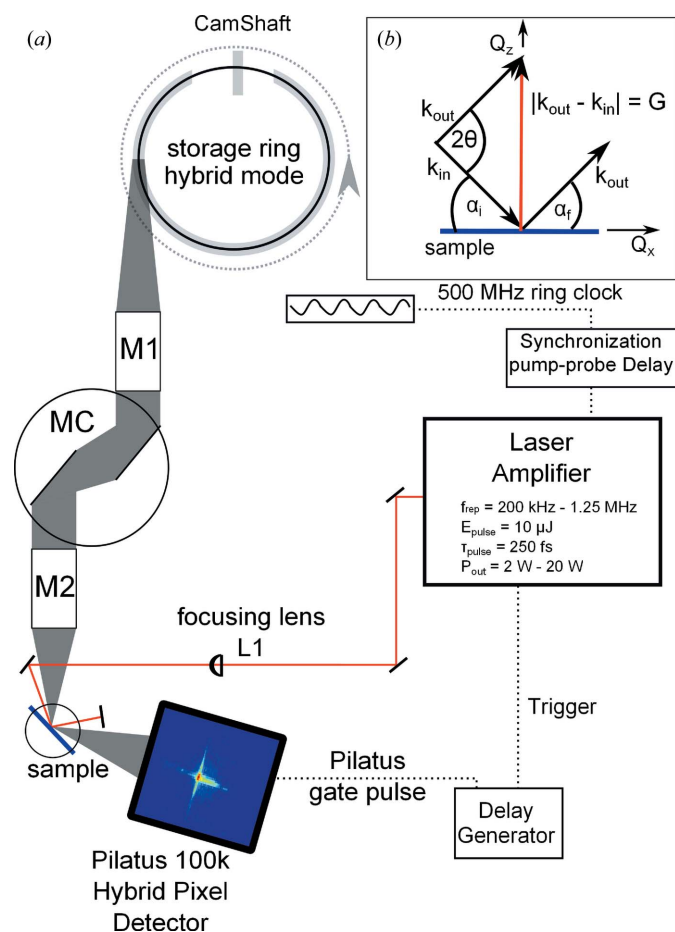 (a)
CamShaft
storage ring
hybrid mode
(b)
Q_z
k_out
|k_out - k_in| = G
2θ
k_in
k_out
α_i
α_f
sample
Q_x
500 MHz ring clock
Synchronization
pump-probe Delay
M1
MC
Laser
Amplifier
f_rep = 200 kHz - 1.25 MHz
E_pulse = 10 µJ
τ_pulse = 250 fs
P_out = 2 W - 20 W
M2
focusing lens
L1
Trigger
sample
Pilatus
gate pulse
Delay
Generator
Pilatus 100k
Hybrid Pixel
Detector